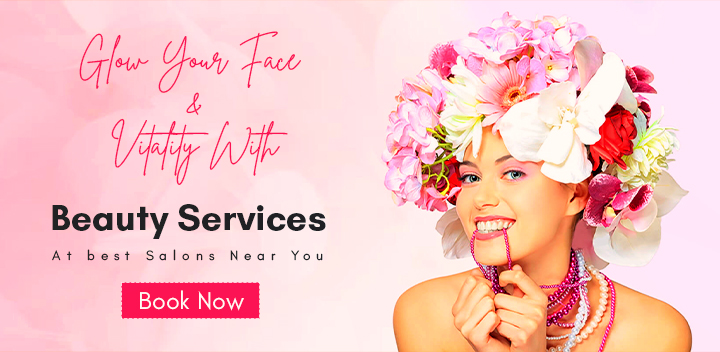 Glow Your Face
&
Vitality With
Beauty Services
At best Salons Near You
Book Now